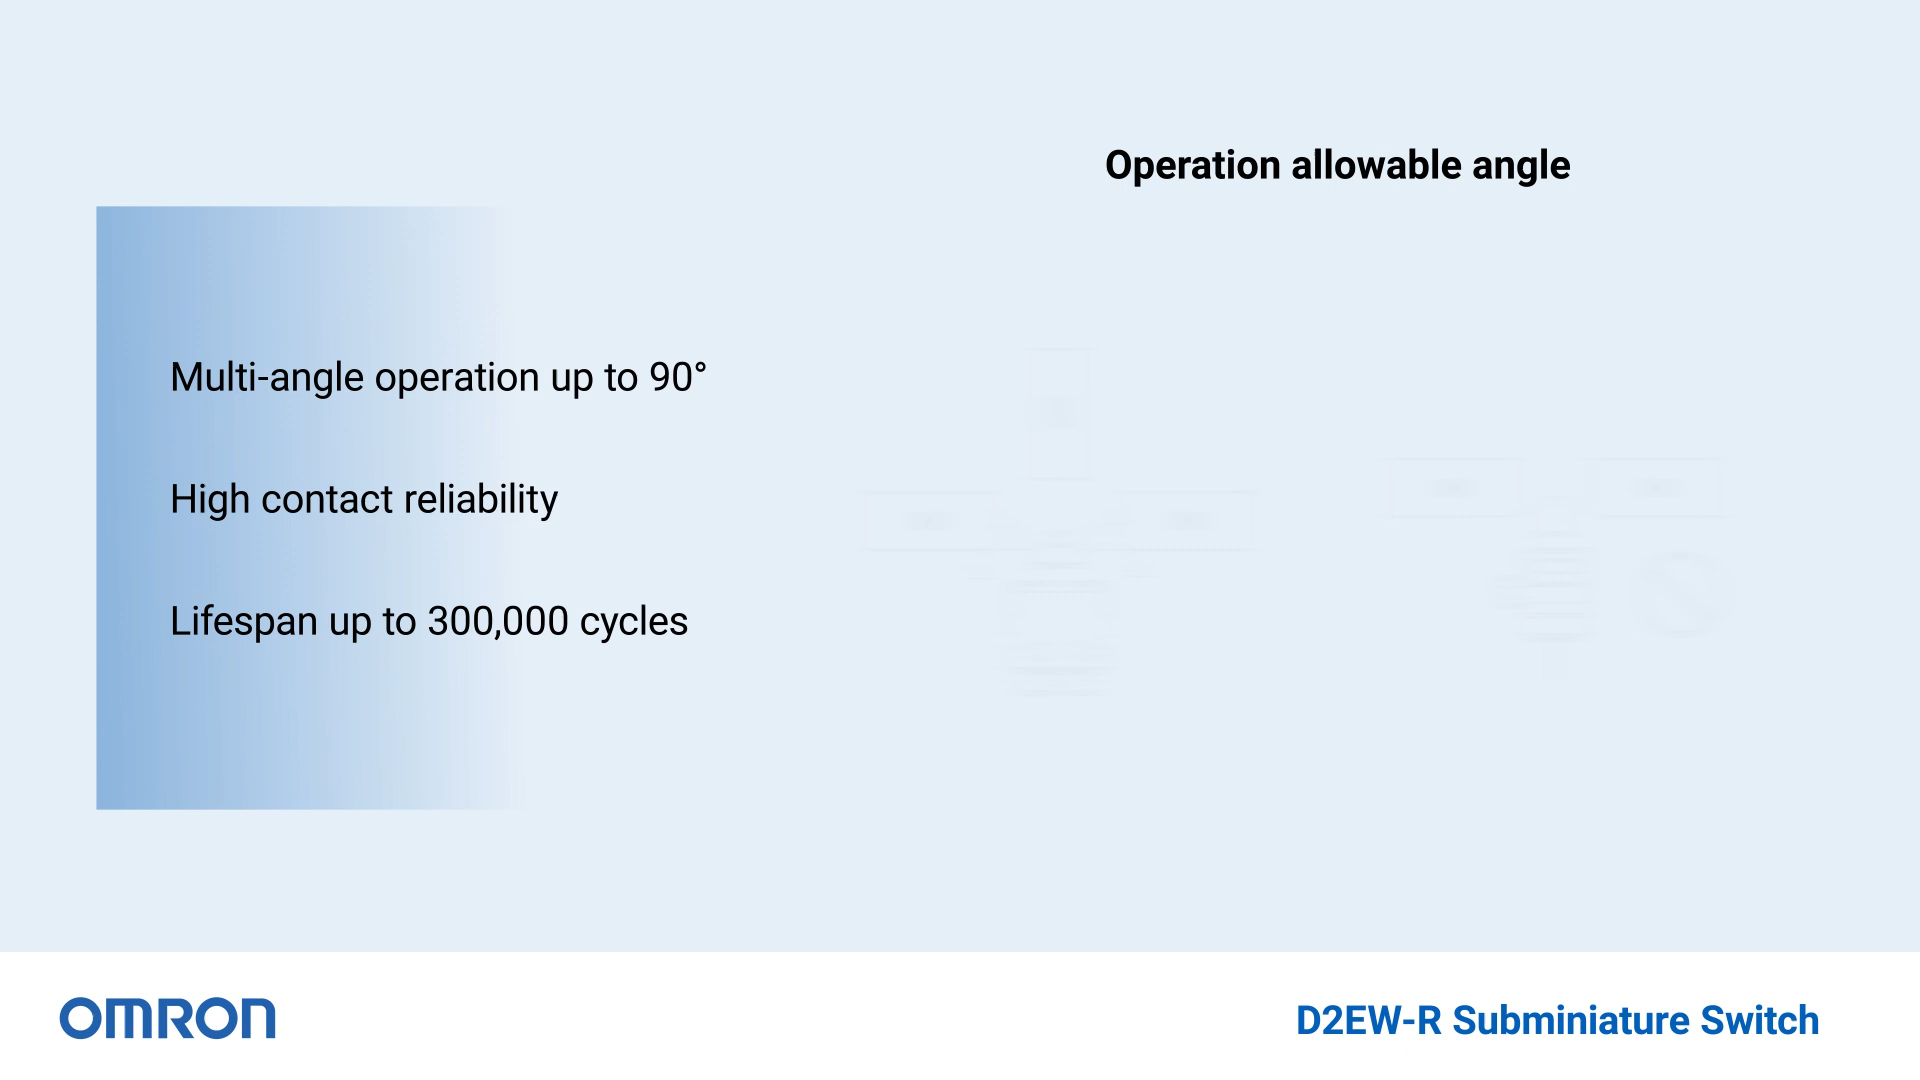 Operation allowable angle
Multi-angle operation up to 90°
High contact reliability
Lifespan up to 300,000 cycles
OMRON
D2EW-R Subminiature Switch